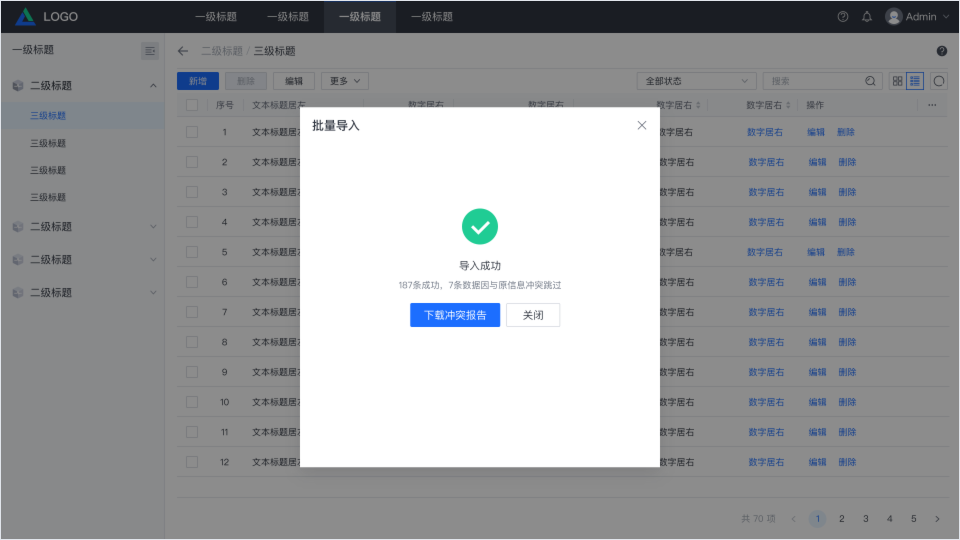 LOGO 一级标题 一级标题 一级标题 一级标题 Admin
一级标题
二级标题
三级标题
三级标题
三级标题
三级标题
二级标题
二级标题
二级标题
二级标题 / 三级标题
新增 删除 编辑 更多 全部状态 搜索
序号 文本标题居左 数字居右 数字居右 数字居右 数字居右 操作
1 文本标题居左 数字居右 数字居右 编辑 删除
2 文本标题居左 数字居右 数字居右 编辑 删除
3 文本标题居左 数字居右 数字居右 编辑 删除
4 文本标题居左 数字居右 数字居右 编辑 删除
5 文本标题居左 数字居右 数字居右 编辑 删除
6 文本标题居左 数字居右 数字居右 编辑 删除
7 文本标题居左 数字居右 数字居右 编辑 删除
8 文本标题居左 数字居右 数字居右 编辑 删除
9 文本标题居左 数字居右 数字居右 编辑 删除
10 文本标题居左 数字居右 数字居右 编辑 删除
11 文本标题居左 数字居右 数字居右 编辑 删除
12 文本标题居左 数字居右 数字居右 编辑 删除
共 70 项 1 2 3 4 5
批量导入
导入成功
187条成功，7条数据因与原信息冲突跳过
下载冲突报告 关闭